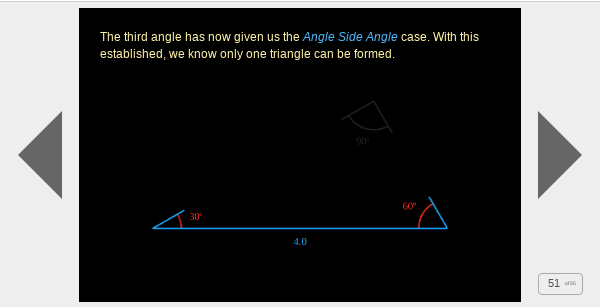 The third angle has now given us the Angle Side Angle case. With this
established, we know only one triangle can be formed.
90°
30°
60°
4.0
51 of 55